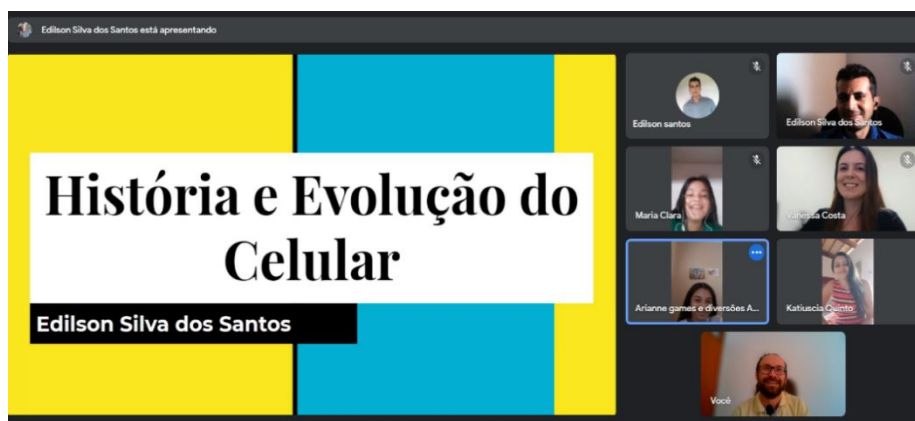 Edilson Silva dos Santos está apresentando
História e Evolução do
Celular
Edilson Silva dos Santos
Edilson santos
Edilson Silva dos Santos
Maria Clara
Vanessa Costa
Arianne games e diversões A...
Katiuscia Quinto
Você